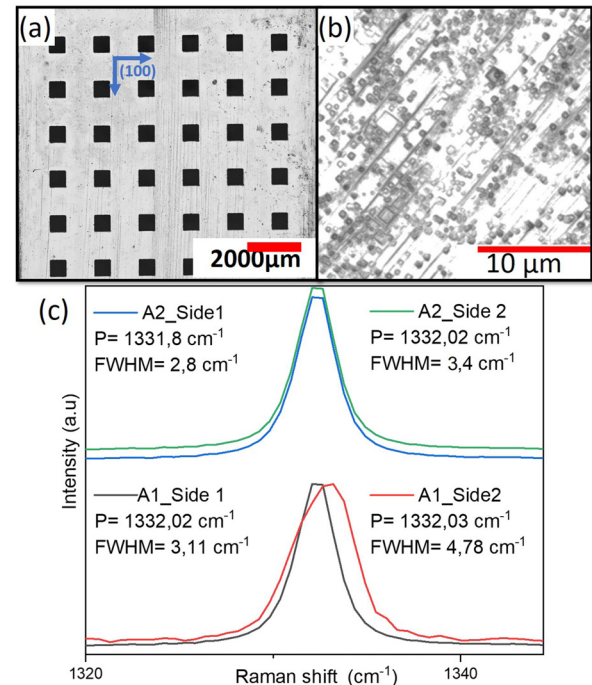 (a)
(100)
2000μm
(b)
10 μm
(c)
A2_Side1
P= 1331,8 cm⁻¹
FWHM= 2,8 cm⁻¹
A2_Side 2
P= 1332,02 cm⁻¹
FWHM= 3,4 cm⁻¹
A1_Side 1
P= 1332,02 cm⁻¹
FWHM= 3,11 cm⁻¹
A1_Side2
P= 1332,03 cm⁻¹
FWHM= 4,78 cm⁻¹
Intensity (a.u)
1320
1340
Raman shift (cm⁻¹)